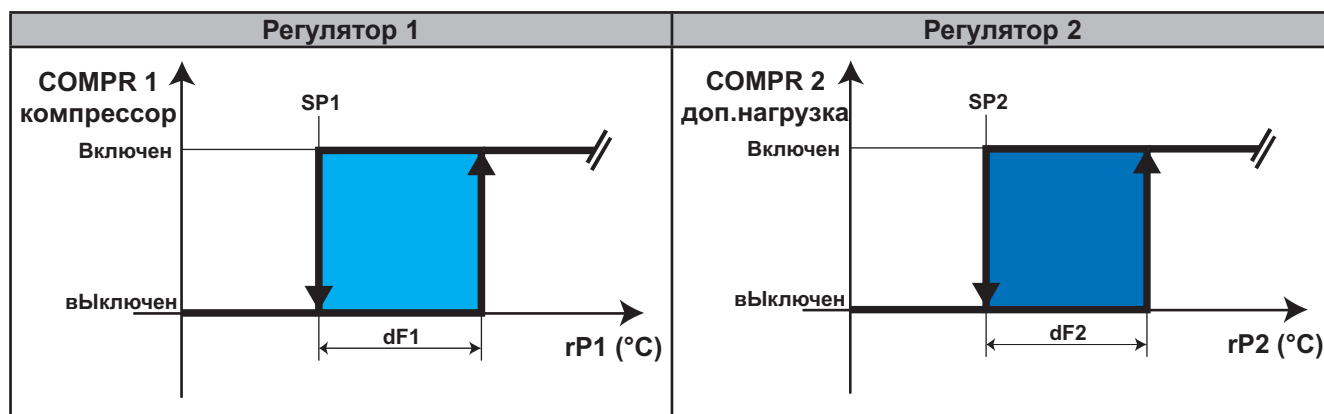 Регулятор 1
Регулятор 2
COMPR 1
компрессор
SP1
Включен
вЫключен
dF1
rP1 (°C)
COMPR 2
доп.нагрузка
SP2
Включен
вЫключен
dF2
rP2 (°C)